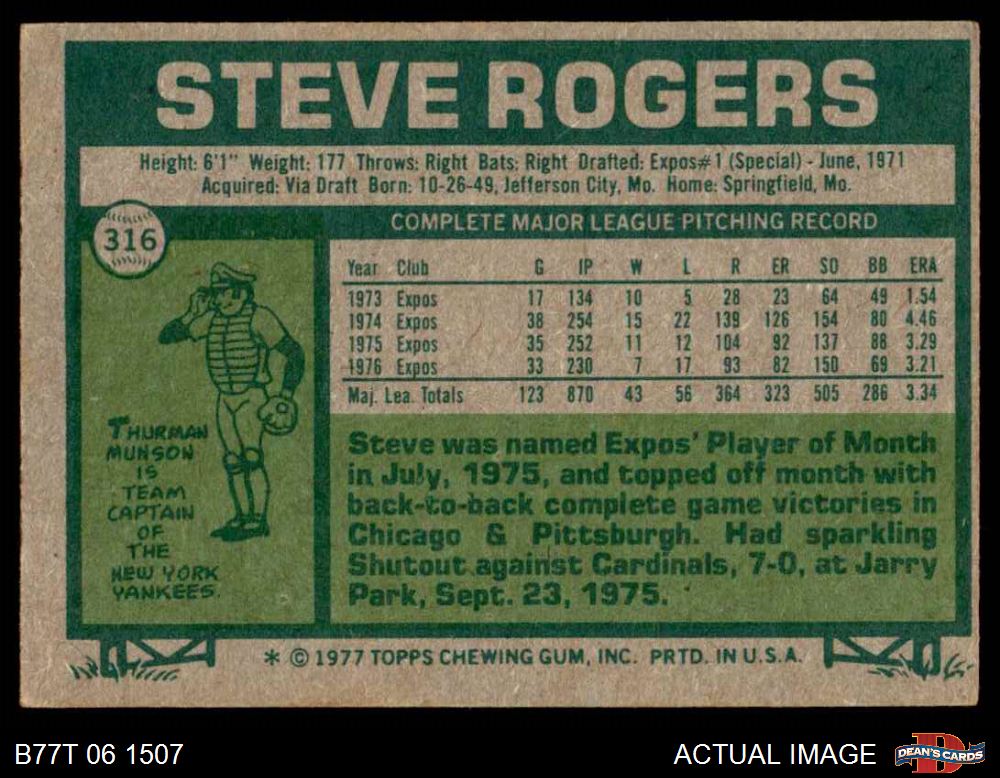 STEVE ROGERS
Height: 6'1" Weight: 177 Throws: Right Bats: Right Drafted: Expos#1 (Special) - June, 1971
Acquired: Via Draft Born: 10-26-49, Jefferson City, Mo. Home: Springfield, Mo.
316
COMPLETE MAJOR LEAGUE PITCHING RECORD
Year Club G IP W L R ER SO BB ERA
1973 Expos 17 134 10 5 28 23 64 49 1.54
1974 Expos 38 254 15 22 139 126 154 80 4.46
1975 Expos 35 252 11 12 104 92 137 88 3.29
1976 Expos 33 230 7 17 93 82 150 69 3.21
Maj. Lea. Totals 123 870 43 56 364 323 505 286 3.34
THURMAN
MUNSON
IS
TEAM
CAPTAIN
OF
THE
NEW YORK
YANKEES.
Steve was named Expos' Player of Month
in July, 1975, and topped off month with
back-to-back complete game victories in
Chicago & Pittsburgh. Had sparkling
Shutout against Cardinals, 7-0, at Jarry
Park, Sept. 23, 1975.
* © 1977 TOPPS CHEWING GUM, INC. PRTD. IN U.S.A.
B77T 06 1507
ACTUAL IMAGE
DEAN'S CARDS